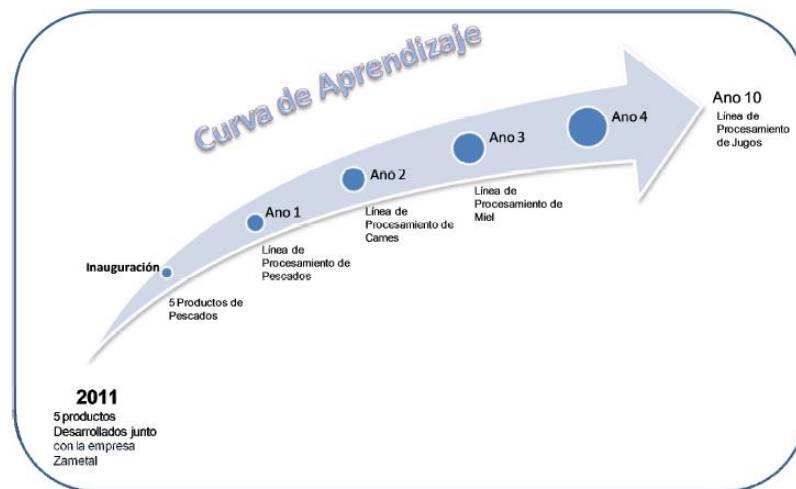 Curva de Aprendizaje
2011
5 productos
Desarrollados junto
con la empresa
Zametal
Inauguración
5 Productos de
Pescados
Ano 1
Línea de
Procesamiento de
Pescados
Año 2
Línea de
Procesamiento de
Carnes
Ano 3
Línea de
Procesamiento de
Miel
Ano 4
Ano 10
Línea de
Procesamiento
de Jugos